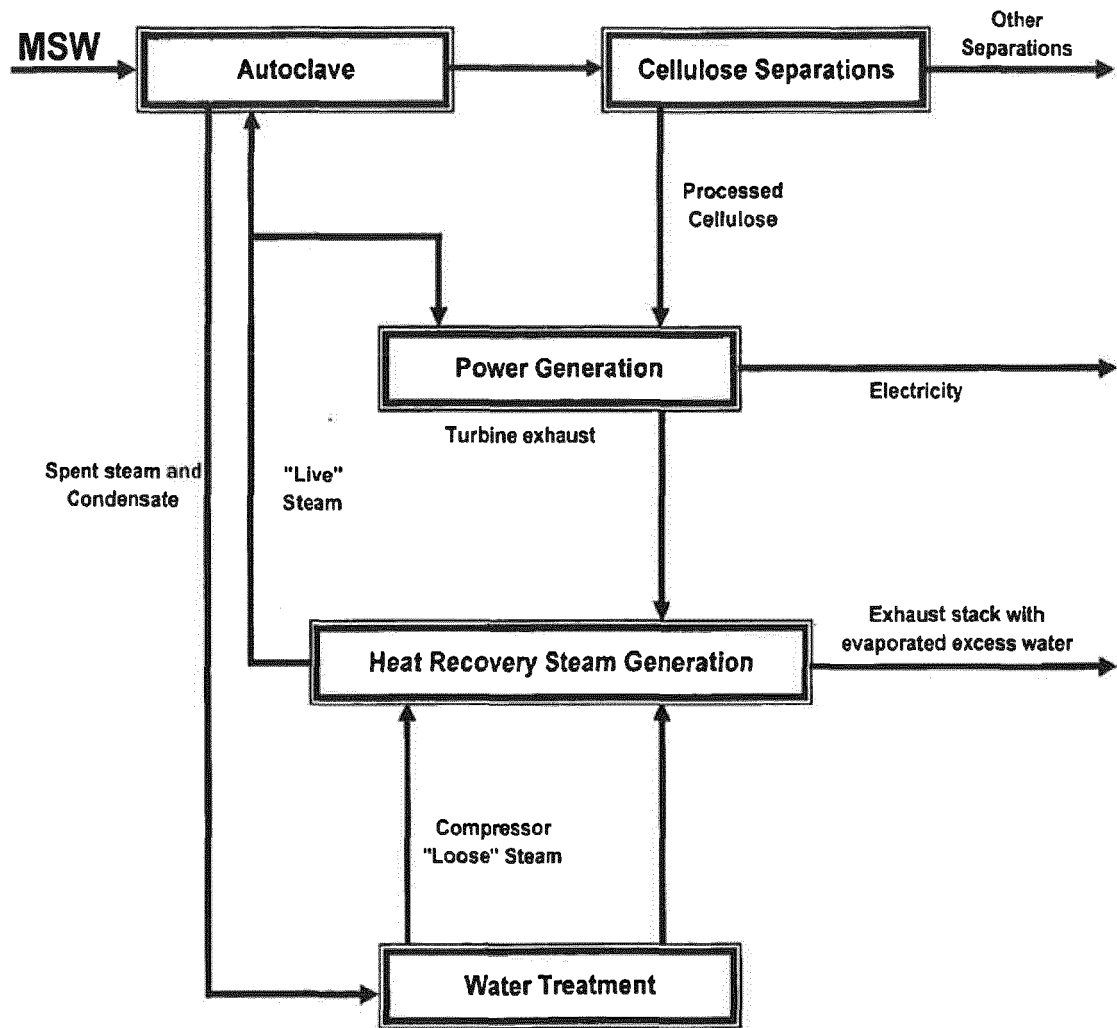 MSW
Autoclave
Cellulose Separations
Other
Separations
Processed
Cellulose
Power Generation
Electricity
Turbine exhaust
Spent steam and
Condensate
"Live"
Steam
Exhaust stack with
evaporated excess water
Heat Recovery Steam Generation
Compressor
"Loose" Steam
Water Treatment